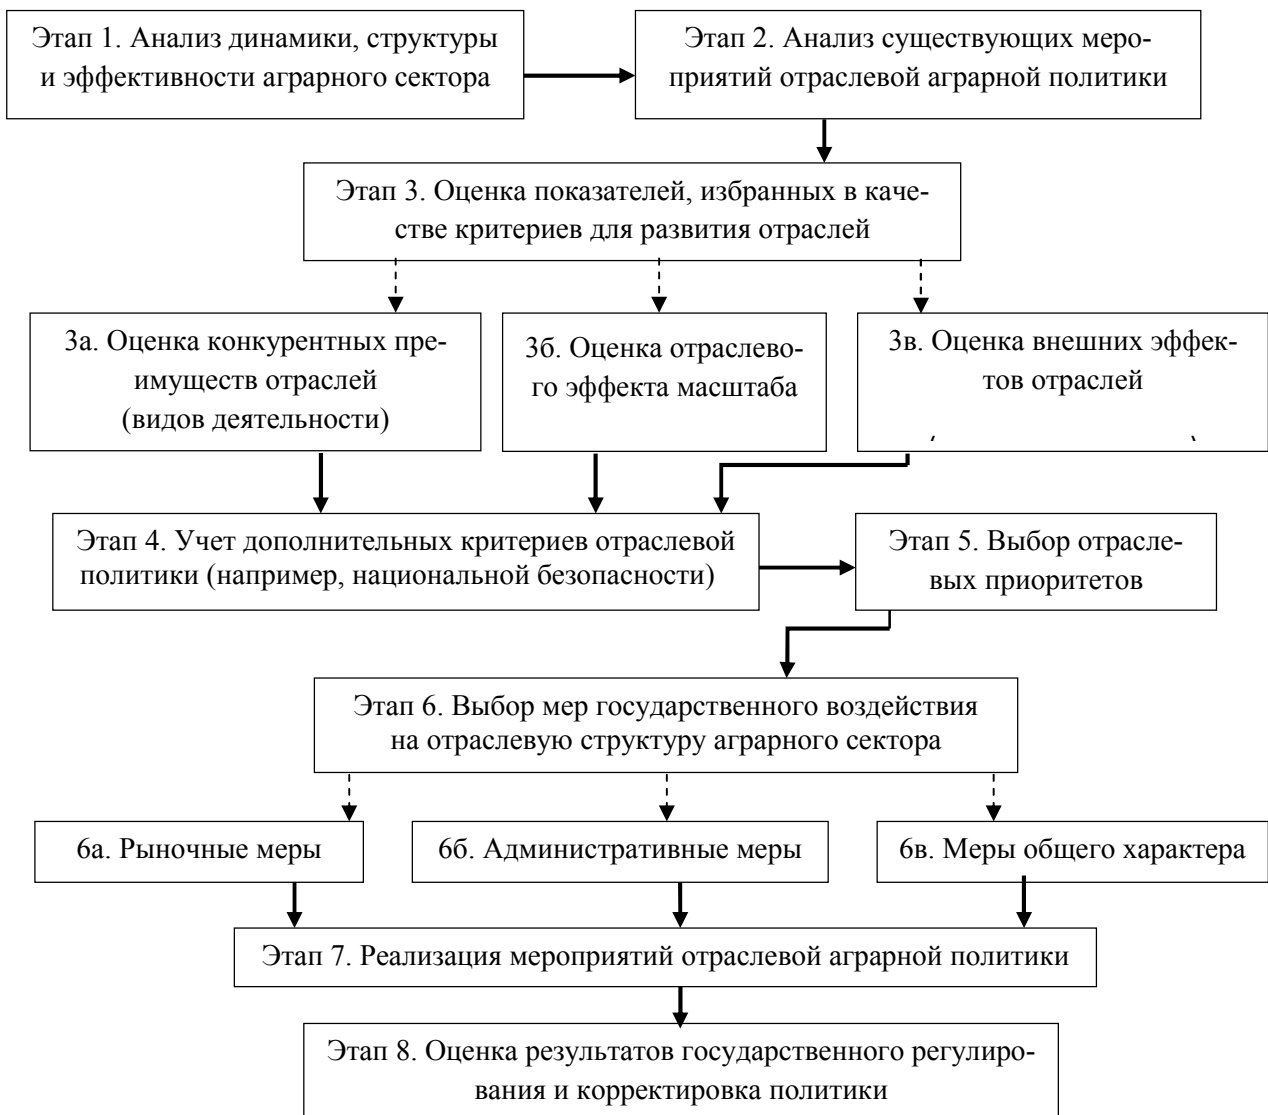 Этап 1. Анализ динамики, структуры
и эффективности аграрного сектора
Этап 2. Анализ существующих меро-
приятий отраслевой аграрной политики
Этап 3. Оценка показателей, избранных в каче-
стве критериев для развития отраслей
3а. Оценка конкурентных пре-
имуществ отраслей
(видов деятельности)
3б. Оценка отраслево-
го эффекта масштаба
3в. Оценка внешних эффек-
тов отраслей
Этап 4. Учет дополнительных критериев отраслевой
политики (например, национальной безопасности)
Этап 5. Выбор отрасле-
вых приоритетов
Этап 6. Выбор мер государственного воздействия
на отраслевую структуру аграрного сектора
6а. Рыночные меры
6б. Административные меры
6в. Меры общего характера
Этап 7. Реализация мероприятий отраслевой аграрной политики
Этап 8. Оценка результатов государственного регулиро-
вания и корректировка политики